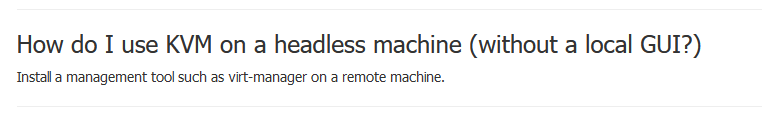 How do I use KVM on a headless machine (without a local GUI?)
Install a management tool such as virt-manager on a remote machine.